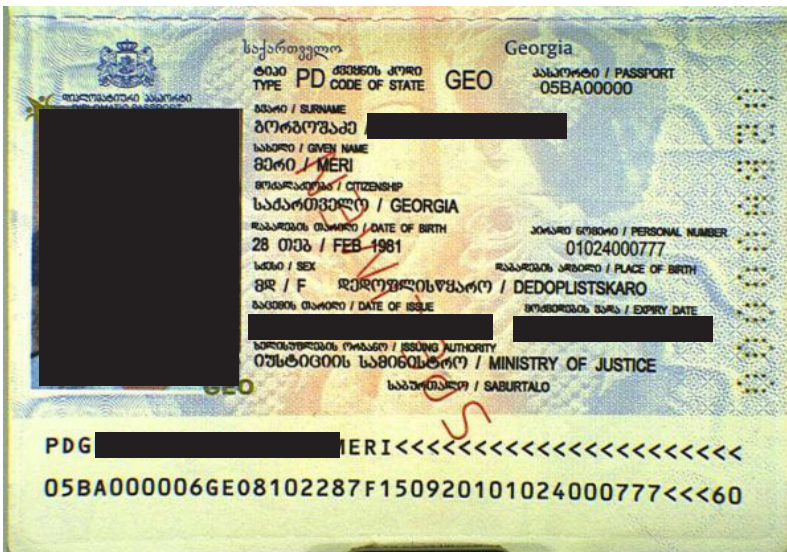 საქართველო Georgia
ᲢᲘᲞᲘ ᲥᲕᲔᲧᲜᲘᲡ ᲙᲝᲓᲘ ᲞᲐᲡᲞᲝᲠᲢᲘ / PASSPORT
TYPE PD CODE OF STATE GEO 05BA00000
ᲓᲘᲞᲚᲝᲛᲐᲢᲘᲣᲠᲘ ᲞᲐᲡᲞᲝᲠᲢᲘ
ᲒᲕᲐᲠᲘ / SURNAME
ᲒᲝᲠᲒᲝᲨᲐᲫᲔ /
ᲡᲐᲮᲔᲚᲘ / GIVEN NAME
ᲛᲔᲠᲘ / MERI
ᲛᲝᲥᲐᲚᲐᲥᲔᲝᲑᲐ / CITIZENSHIP
ᲡᲐᲥᲐᲠᲗᲕᲔᲚᲝ / GEORGIA
ᲓᲐᲑᲐᲓᲔᲑᲘᲡ ᲗᲐᲠᲘᲦᲘ / DATE OF BIRTH ᲞᲘᲠᲐᲓᲘ ᲜᲝᲛᲔᲠᲘ / PERSONAL NUMBER
28 ᲗᲔᲑ / FEB 1981 01024000777
ᲡᲥᲔᲡᲘ / SEX ᲓᲐᲑᲐᲓᲔᲑᲘᲡ ᲐᲓᲒᲘᲚᲘ / PLACE OF BIRTH
ᲛᲓ / F ᲓᲔᲓᲝᲤᲚᲘᲡᲬᲧᲐᲠᲝ / DEDOPLISTSKARO
ᲒᲐᲪᲔᲛᲘᲡ ᲗᲐᲠᲘᲦᲘ / DATE OF ISSUE ᲛᲝᲥᲛᲔᲓᲔᲑᲘᲡ ᲕᲐᲓᲐ / EXPIRY DATE
ᲮᲔᲚᲘᲡᲣᲤᲚᲔᲑᲘᲡ ᲝᲠᲒᲐᲜᲝ / ISSUING AUTHORITY
ᲘᲣᲡᲢᲘᲪᲘᲘᲡ ᲡᲐᲛᲘᲜᲘᲡᲢᲠᲝ / MINISTRY OF JUSTICE
GEO ᲡᲐᲑᲣᲠᲗᲐᲚᲝ / SABURTALO
PDG MERI<<<<<<<<<<<<<<<<<<<<<<
05BA000006GE08102287F150920101024000777<<<60